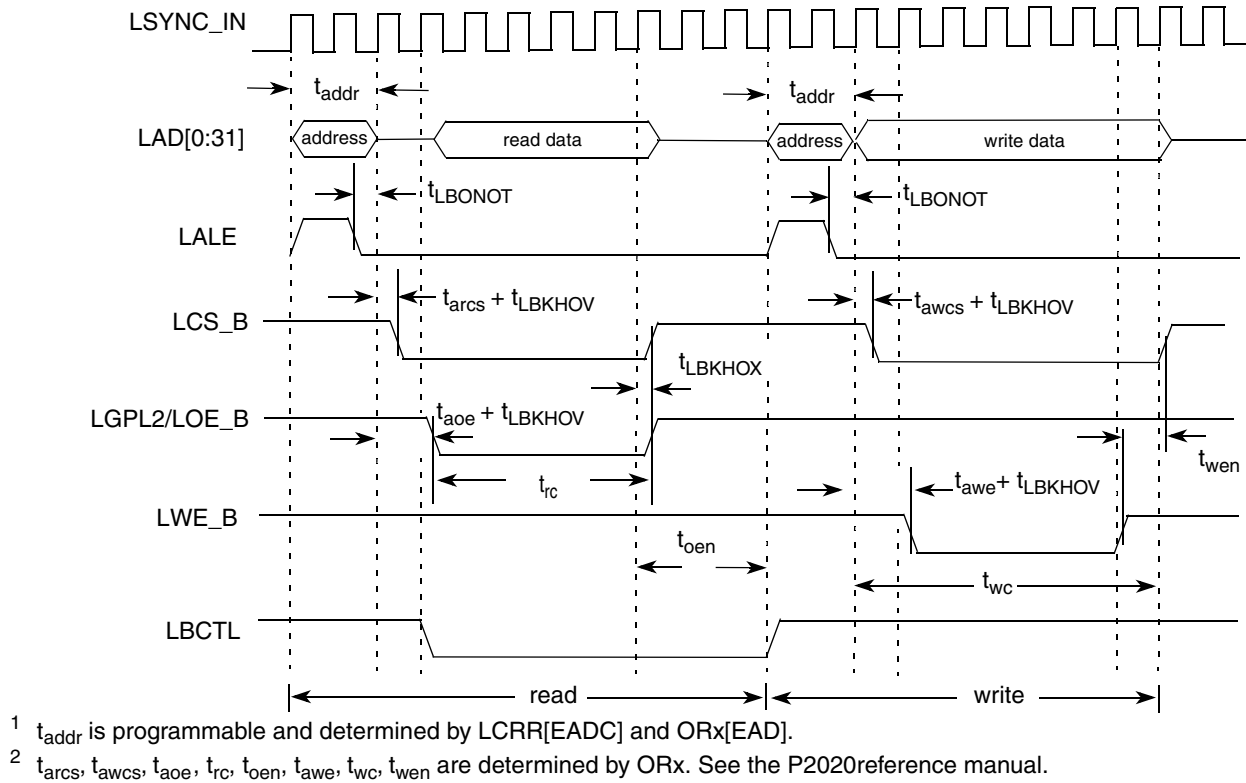 LSYNC_IN
t_addr t_addr
LAD[0:31] address read data address write data
t_LBONOT t_LBONOT
LALE
t_arcs + t_LBKHOV t_awcs + t_LBKHOV
LCS_B
t_LBKHOX
LGPL2/LOE_B t_aoe + t_LBKHOV
t_wen
t_rc t_awe+ t_LBKHOV
LWE_B
t_oen
t_wc
LBCTL
read write
1 t_addr is programmable and determined by LCRR[EADC] and ORx[EAD].
2 t_arcs, t_awcs, t_aoe, t_rc, t_oen, t_awe, t_wc, t_wen are determined by ORx. See the P2020reference manual.